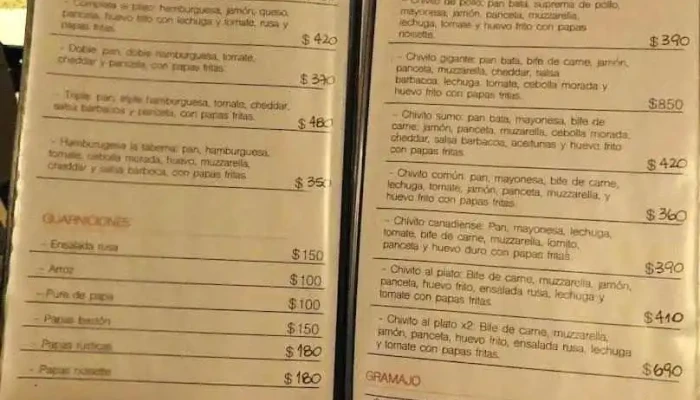 - Completa al plato: hamburguesa, jamón, queso,
panceta, huevo frito con lechuga y tomate, rusa y
papas fritas.
$420
- Doble: pan, doble hamburguesa, tomate,
cheddar y panceta, con papas fritas.
$390
- Triple: pan, triple hamburguesa, tomate, cheddar,
salsa barbacoa y panceta, con papas fritas.
$480
- Hamburugesa la taberna: pan, hamburguesa,
tomate, cebolla morada, huevo, muzzarella,
cheddar y salsa barboca, con papas fritas
$350
GUARNICIONES
- Ensalada rusa
$150
- Arroz
$100
- Pure de papa
$100
- Papas bastón
$150
- Papas rusticas
$180
- Papas noisette
$180
- Chivito de pollo: pan bata, suprema de pollo,
mayonesa, jamón, panceta, muzzarella,
lechuga, tomate y huevo frito con papas
noisette.
$390
- Chivito gigante: pan bata, bife de carne, jamón,
panceta, muzzarella, cheddar, salsa
barbacoa, lechuga, tomate, cebolla morada y
huevo frito con papas fritas.
$850
- Chivito sumo: pan bata, mayonesa, bife de
carne, jamón, panceta, muzarella, cebolla morada,
cheddar, salsa barbacoa, aceitunas y huevo frito
con papas fritas.
$420
- Chivito común: pan, mayonesa, bife de carne,
lechuga, tomate, jamón, panceta, muzzarella, y
huevo frito con papas fritas.
$360
- Chivito canadiense: Pan, mayonesa, lechuga,
tomate, bife de carne, muzzarella, lomito,
panceta y huevo duro con papas fritas.
$390
- Chivito al plato: Bife de carne, muzzarella, jamón,
panceta, huevo frito, ensalada rusa, lechuga y
tomate con papas fritas
$410
- Chivito al plato x2: Bife de carne, muzzarella,
jamón, panceta, huevo frito, ensalada rusa, lechuga
y tomate con papas fritas.
$690
GRAMAJO